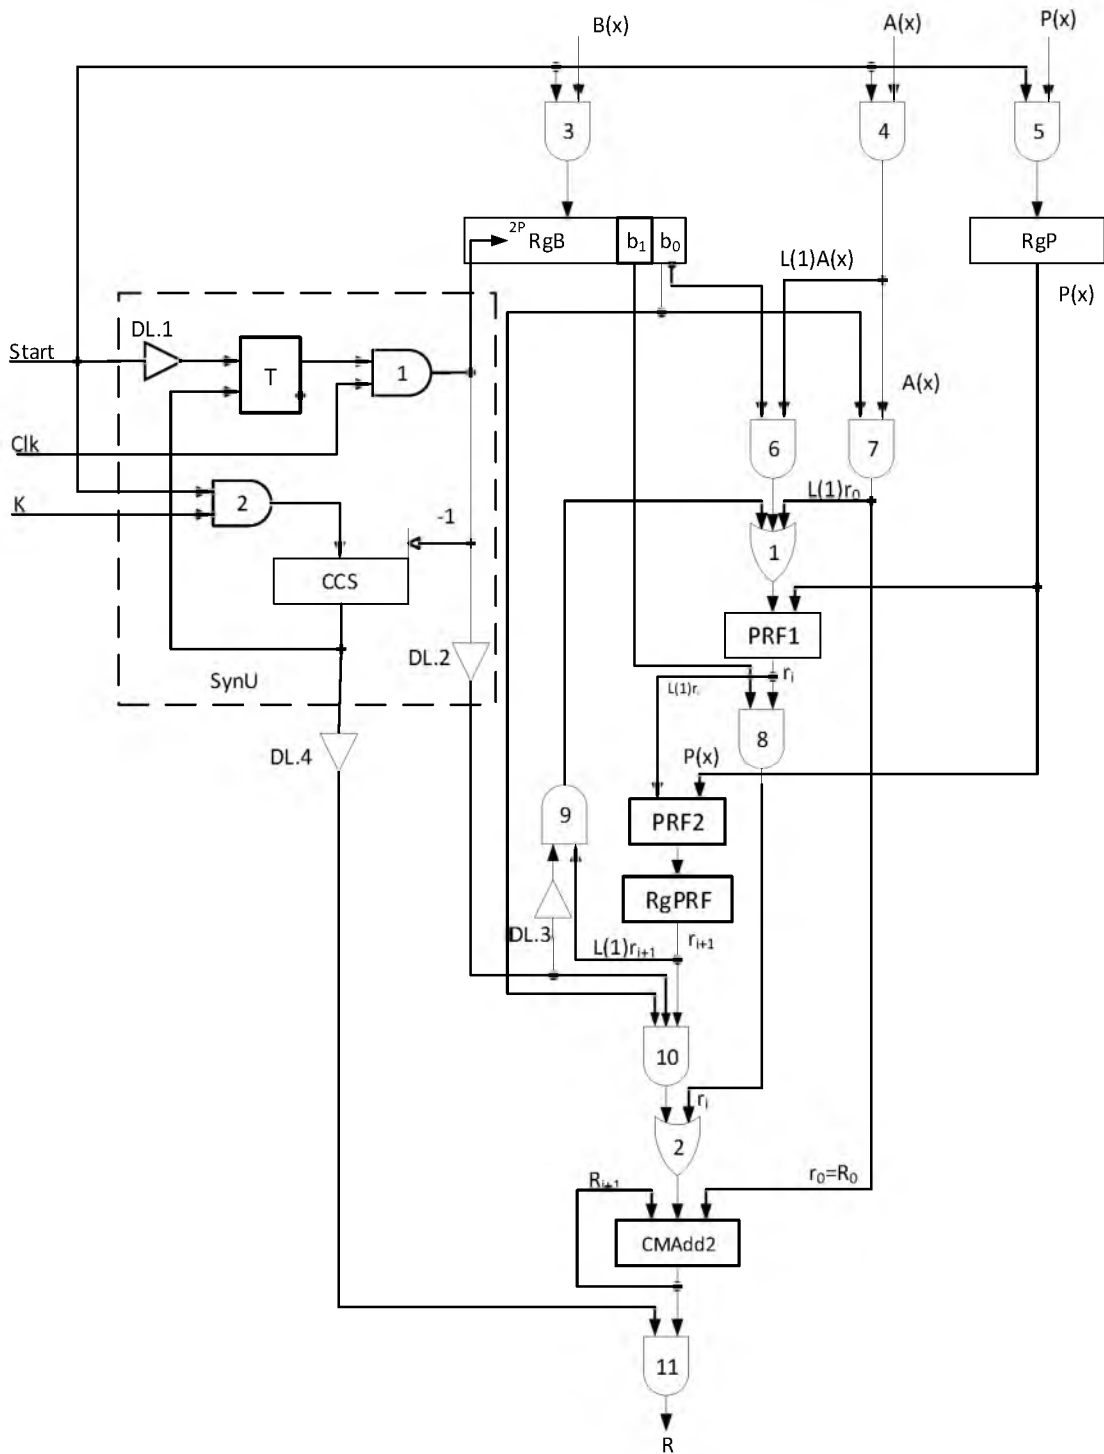 B(x)
A(x)
P(x)
3
4
5
2P
RgB
b1
b0
RgP
L(1)A(x)
P(x)
DL.1
Start
T
1
A(x)
Clk
6
7
K
2
L(1)r0
-1
1
CCS
PRF1
DL.2
SynU
ri
L(1)r
8
DL.4
P(x)
9
PRF2
RgPRF
DL.3
L(1)ri+1
ri+1
10
ri
2
Ri+1
r0=R0
CMAdd2
11
R